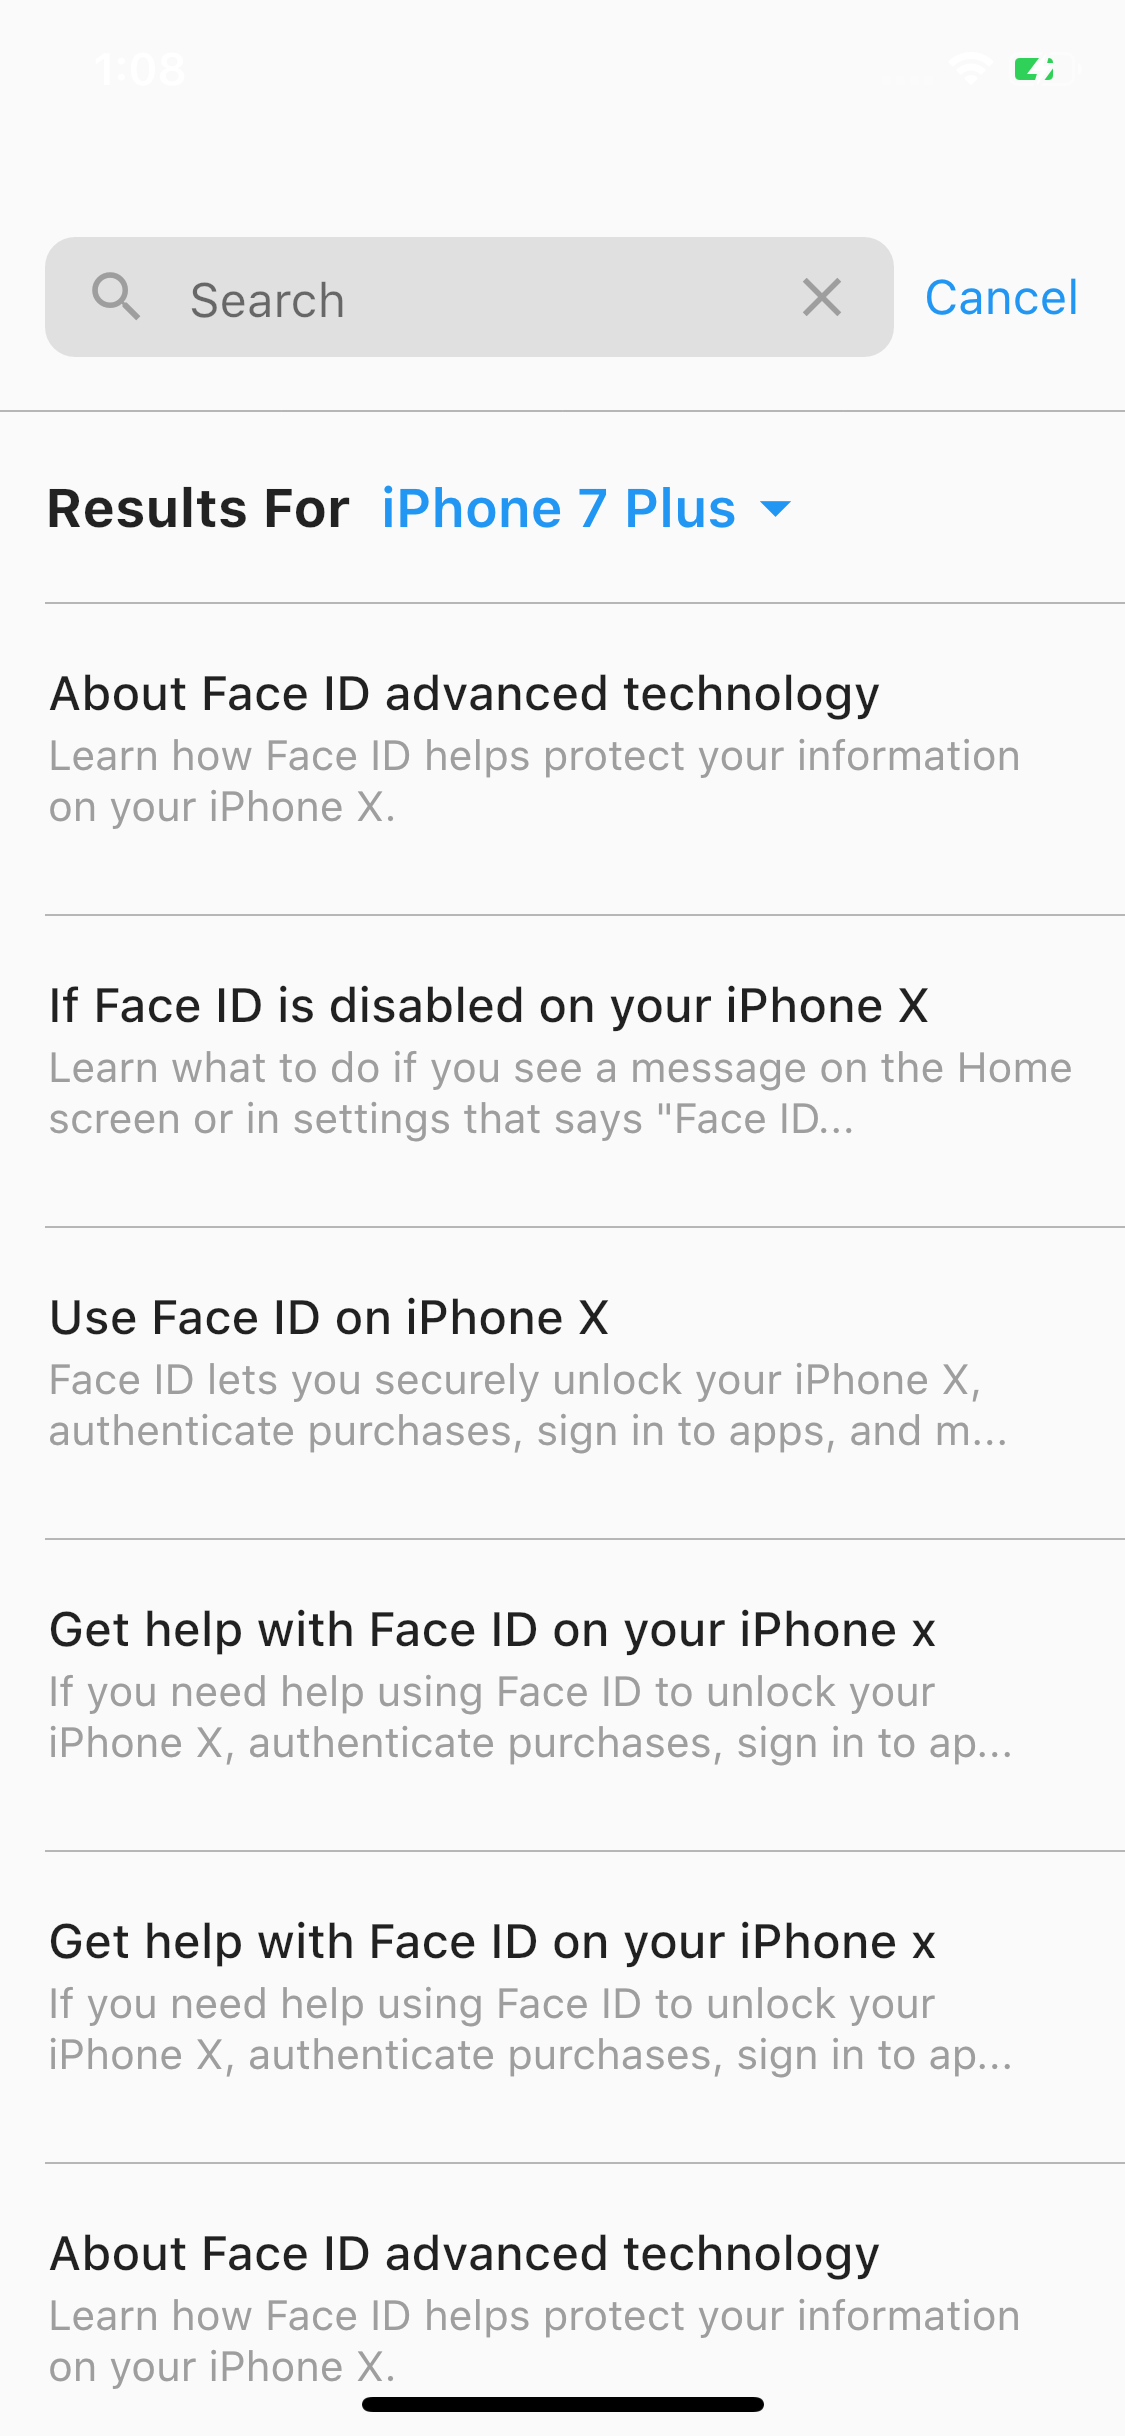 1:08
Search
Cancel
Results For iPhone 7 Plus
About Face ID advanced technology
Learn how Face ID helps protect your information
on your iPhone X.
If Face ID is disabled on your iPhone X
Learn what to do if you see a message on the Home
screen or in settings that says "Face ID...
Use Face ID on iPhone X
Face ID lets you securely unlock your iPhone X,
authenticate purchases, sign in to apps, and m...
Get help with Face ID on your iPhone x
If you need help using Face ID to unlock your
iPhone X, authenticate purchases, sign in to ap...
Get help with Face ID on your iPhone x
If you need help using Face ID to unlock your
iPhone X, authenticate purchases, sign in to ap...
About Face ID advanced technology
Learn how Face ID helps protect your information
on your iPhone X.